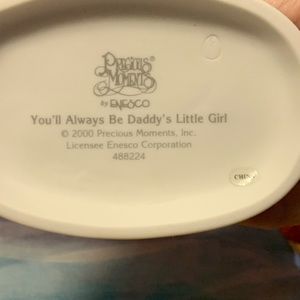 Precious
Moments®
by ENESCO
You'll Always Be Daddy's Little Girl
© 2000 Precious Moments, Inc.
Licensee Enesco Corporation
488224
CHINA